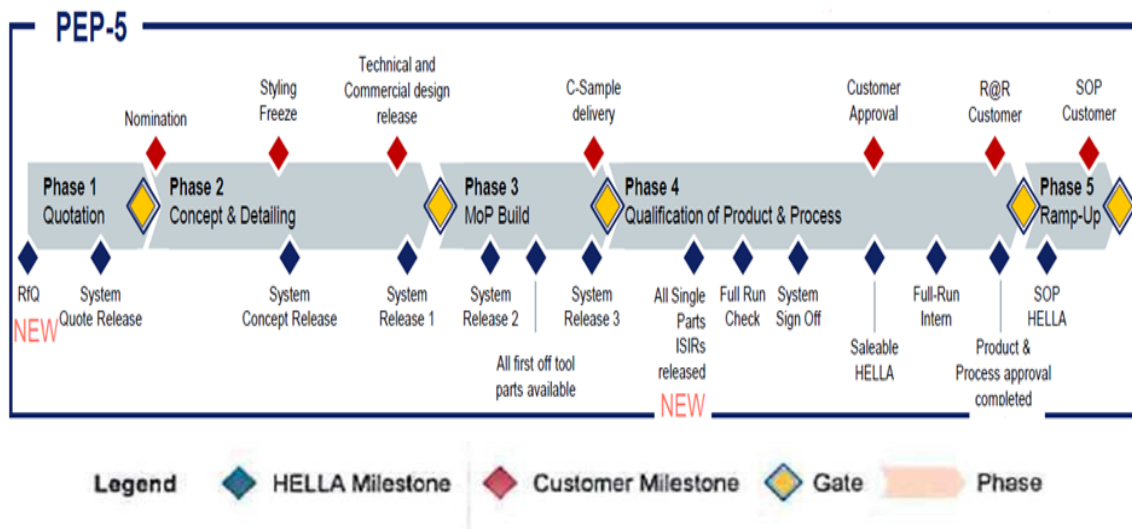 PEP-5
Nomination
Styling
Freeze
Technical and
Commercial design
release
C-Sample
delivery
Customer
Approval
R@R
Customer
SOP
Customer
Phase 1
Quotation
Phase 2
Concept & Detailing
Phase 3
MoP Build
Phase 4
Qualification of Product & Process
Phase 5
Ramp-Up
RfQ
NEW
System
Quote Release
System
Concept Release
System
Release 1
System
Release 2
All first off tool
parts available
System
Release 3
All Single
Parts
ISIRs
released
NEW
Full Run
Check
System
Sign Off
Saleable
HELLA
Full-Run
Intern
Product &
Process approval
completed
SOP
HELLA
Legend
HELLA Milestone
Customer Milestone
Gate
Phase